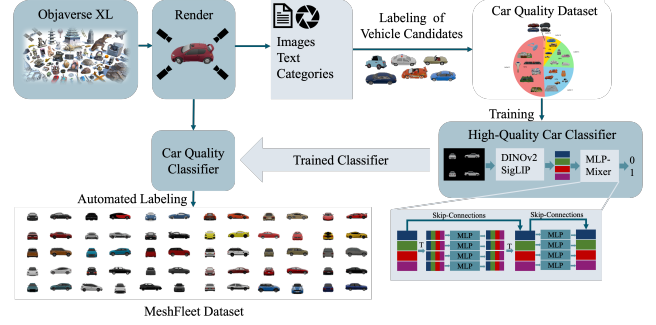 Objaverse XL
Render
Images
Text
Categories
Labeling of
Vehicle Candidates
Car Quality Dataset
Training
High-Quality Car Classifier
DINOv2
SigLIP
MLP-
Mixer
0
1
Car Quality
Classifier
Trained Classifier
Automated Labeling
Skip-Connections
Skip-Connections
T
MLP
MLP
MLP
MLP
T
MLP
MLP
MLP
MLP
MeshFleet Dataset